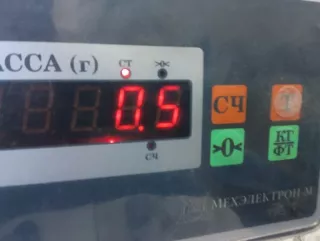 АССА (г)
СТ
>0<
0.5
СЧ
СЧ
Т
>0<
КГ
ФТ
МЕХЭЛЕКТРОН-М